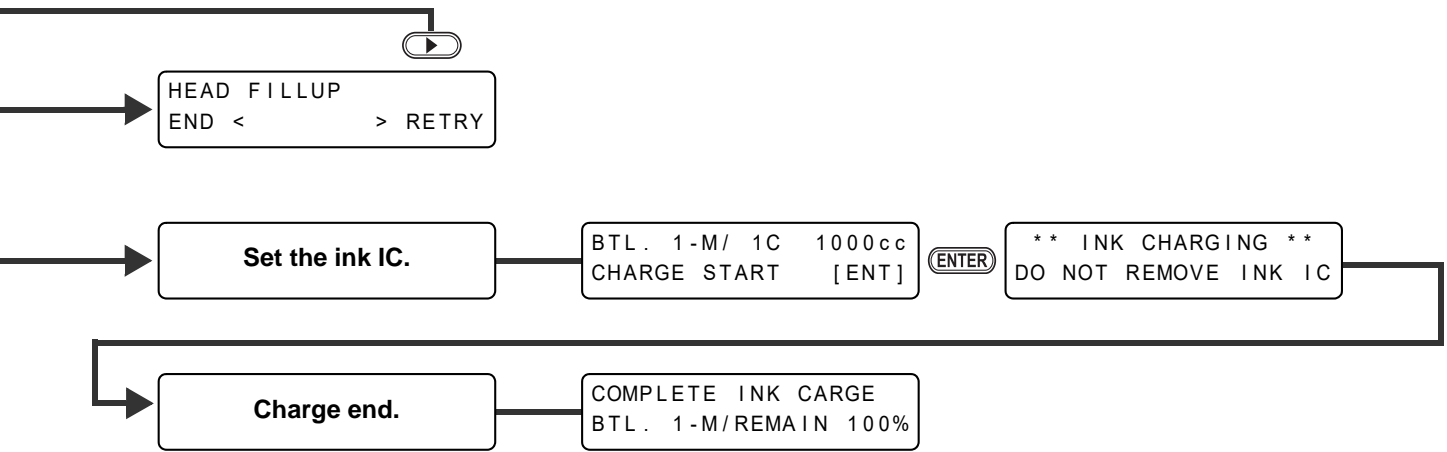 HEAD FILLUP
END < > RETRY
Set the ink IC.
BTL. 1-M/ 1C 1000cc
CHARGE START [ENT]
ENTER
** INK CHARGING **
DO NOT REMOVE INK IC
Charge end.
COMPLETE INK CARGE
BTL. 1-M/REMAIN 100%